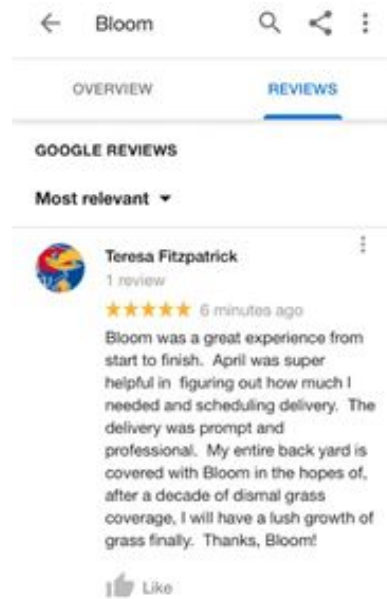 Bloom
OVERVIEW
REVIEWS
GOOGLE REVIEWS
Most relevant
Teresa Fitzpatrick
1 review
6 minutes ago
Bloom was a great experience from
start to finish.  April was super
helpful in  figuring out how much I
needed and scheduling delivery.  The
delivery was prompt and
professional.  My entire back yard is
covered with Bloom in the hopes of,
after a decade of dismal grass
coverage, I will have a lush growth of
grass finally.  Thanks, Bloom!
Like